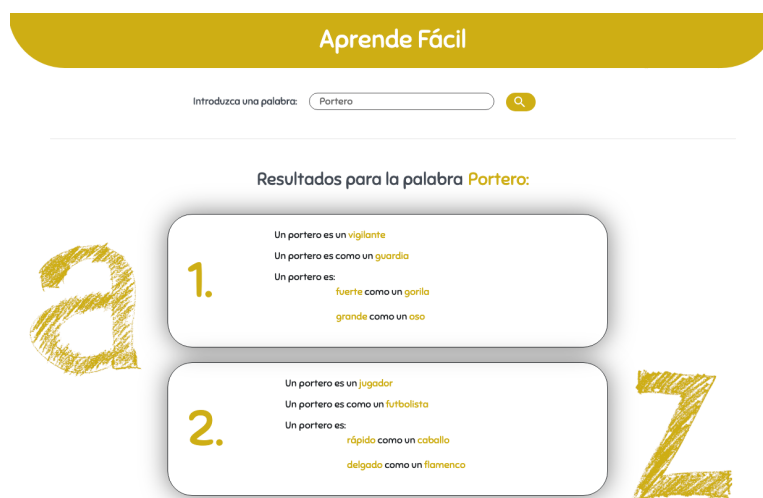 Aprende Fácil
Introduzca una palabra: Portero
Resultados para la palabra Portero:
1.
Un portero es un vigilante
Un portero es como un guardia
Un portero es:
fuerte como un gorila
grande como un oso
a
2.
Un portero es un jugador
Un portero es como un futbolista
Un portero es:
rápido como un caballo
delgado como un flamenco
z